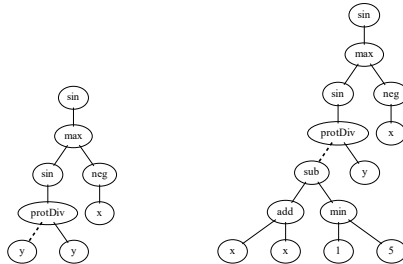 sin
max
sin neg
protDiv x
y y
sin
max
sin neg
protDiv x
sub y
add min
x x 1 5